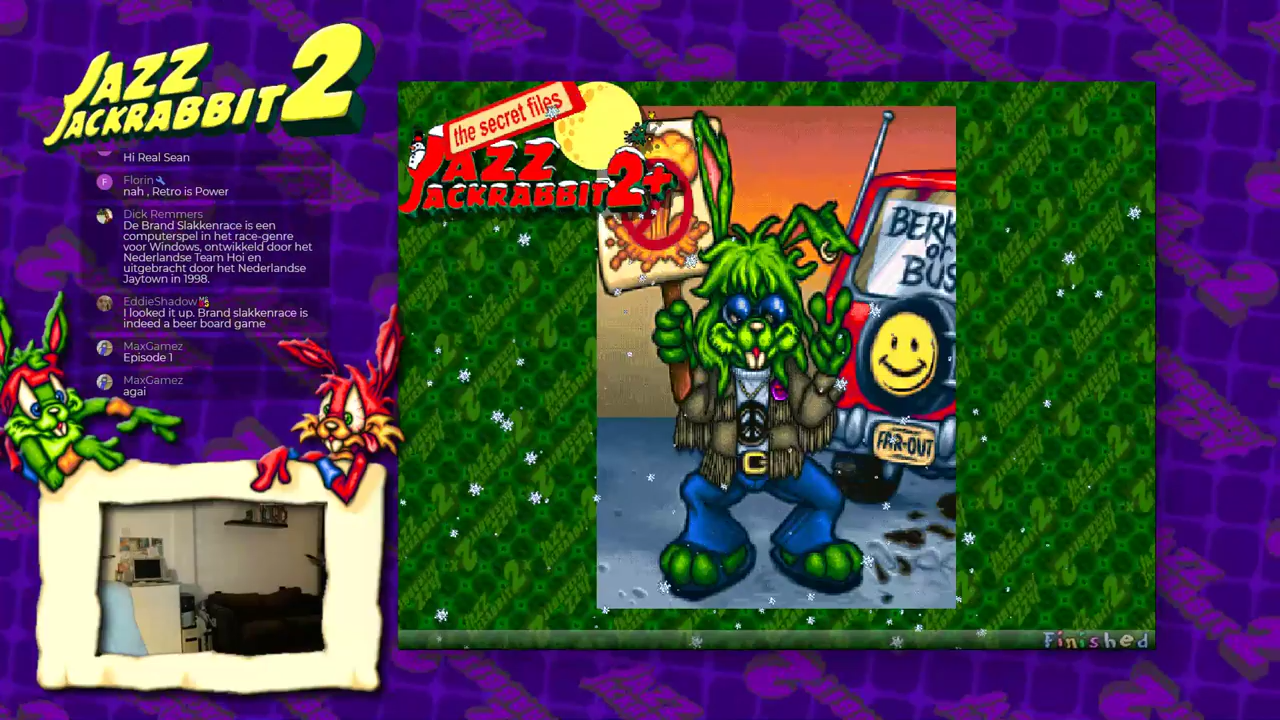 JAZZ
JACKRABBIT 2
Hi Real Sean
F Florin
nah , Retro is Power
Dick Remmers
De Brand Slakkenrace is een
computerspel in het race-genre
voor Windows, ontwikkeld door het
Nederlandse Team Hoi en
uitgebracht door het Nederlandse
Jaytown in 1998.
EddieShadow
I looked it up. Brand slakkenrace is
indeed a beer board game
MaxGamez
Episode 1
MaxGamez
agai
the secret files
JAZZ
JACKRABBIT 2+
BERK
or
BUS
FAR-OUT
Finished